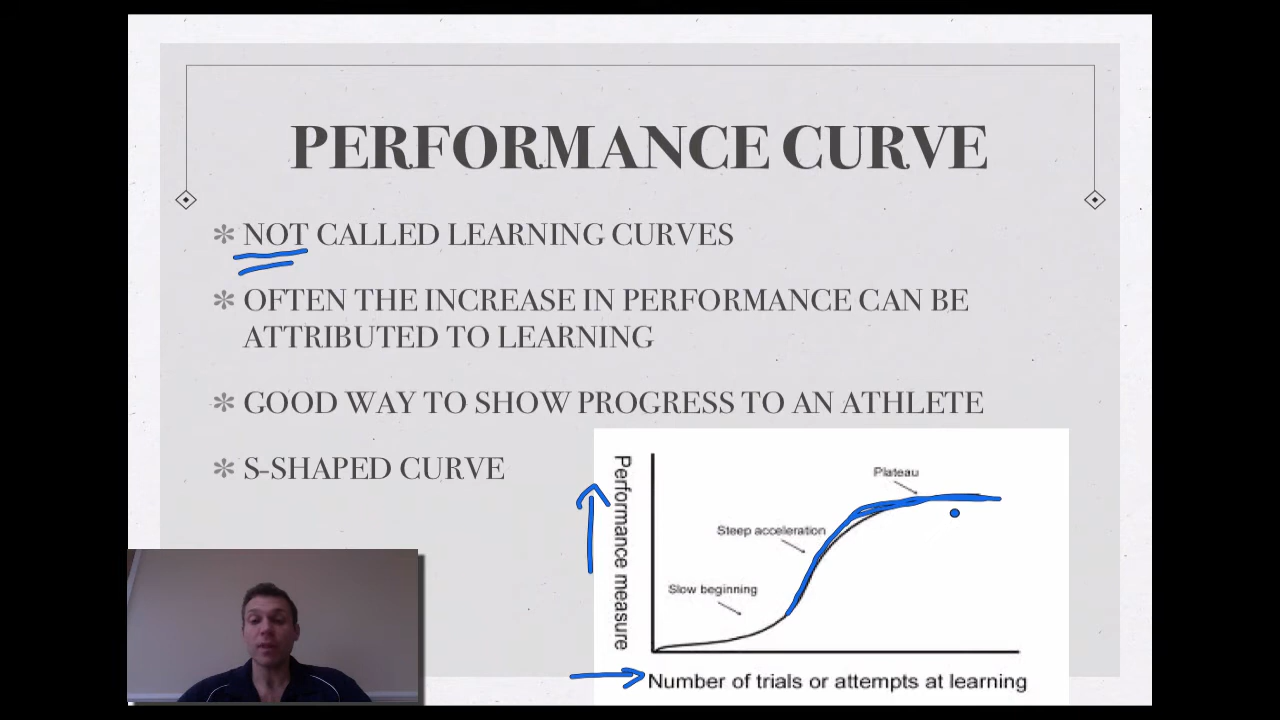 PERFORMANCE CURVE
NOT CALLED LEARNING CURVES
OFTEN THE INCREASE IN PERFORMANCE CAN BE
ATTRIBUTED TO LEARNING
GOOD WAY TO SHOW PROGRESS TO AN ATHLETE
S-SHAPED CURVE
Performance measure
Plateau
Steep acceleration
Slow beginning
Number of trials or attempts at learning